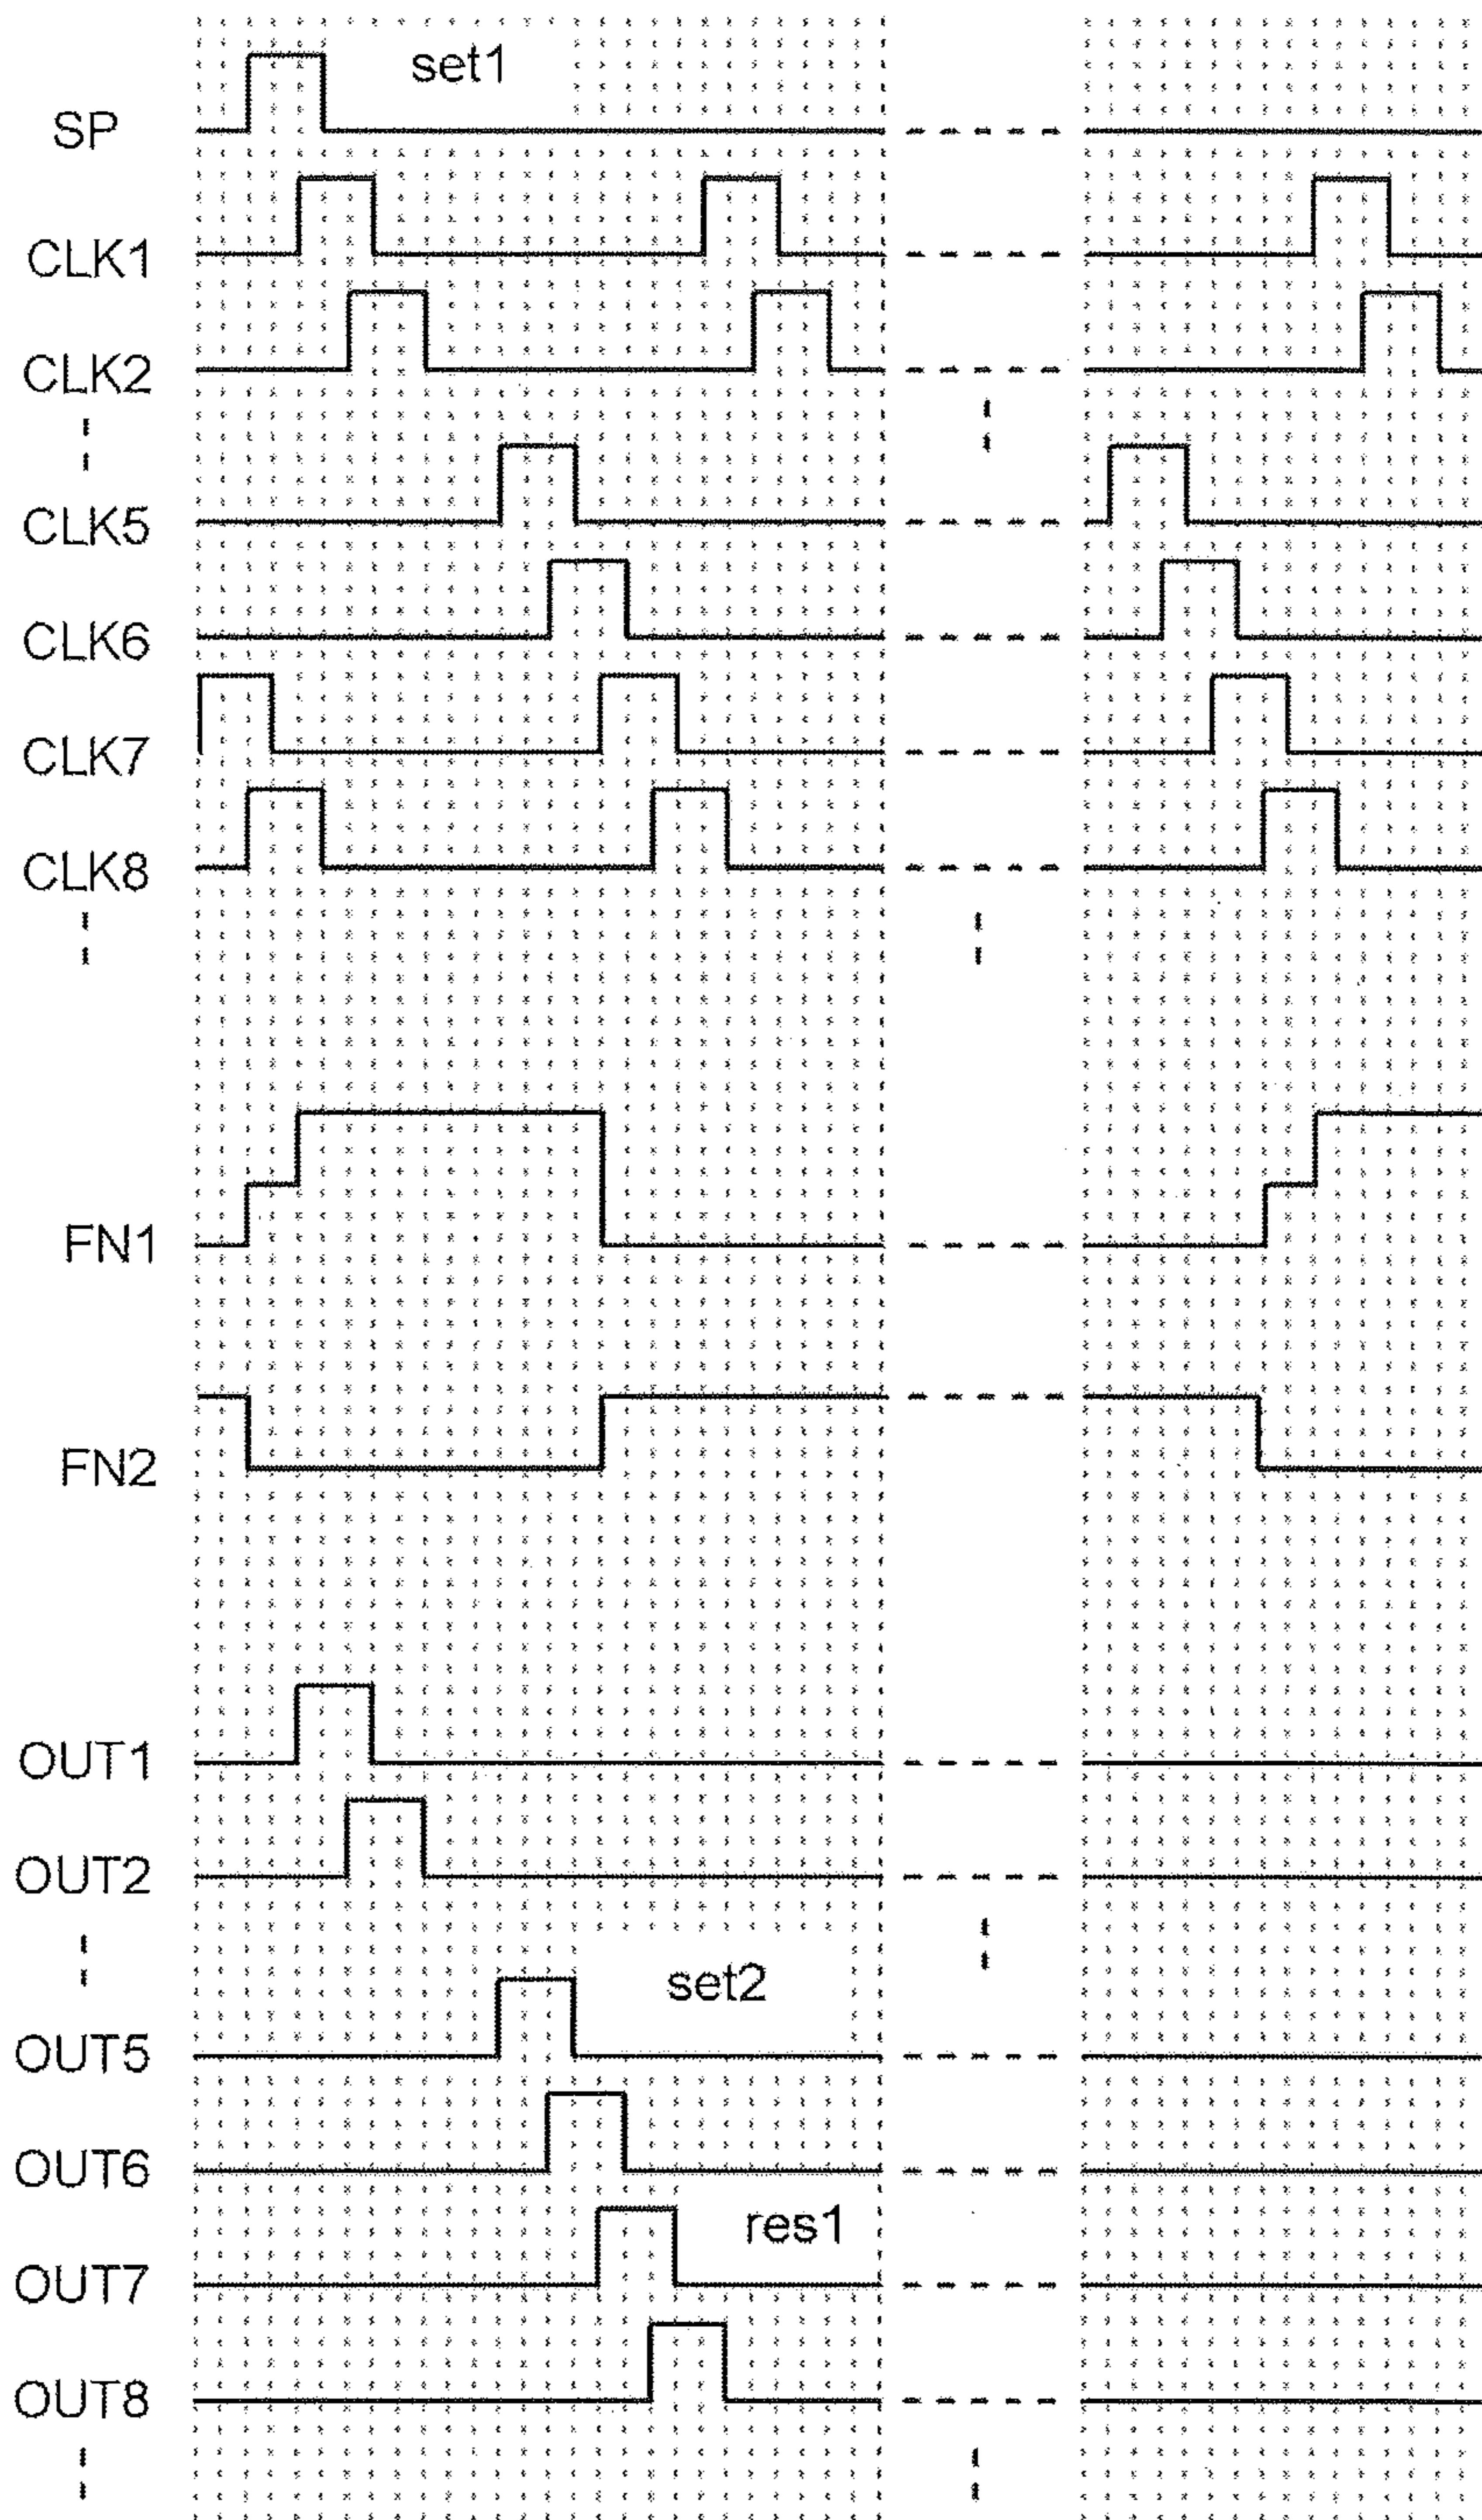 set1
SP
CLK1
CLK2
CLK5
CLK6
CLK7
CLK8
FN1
FN2
OUT1
OUT2
set2
OUT5
OUT6
res1
OUT7
OUT8